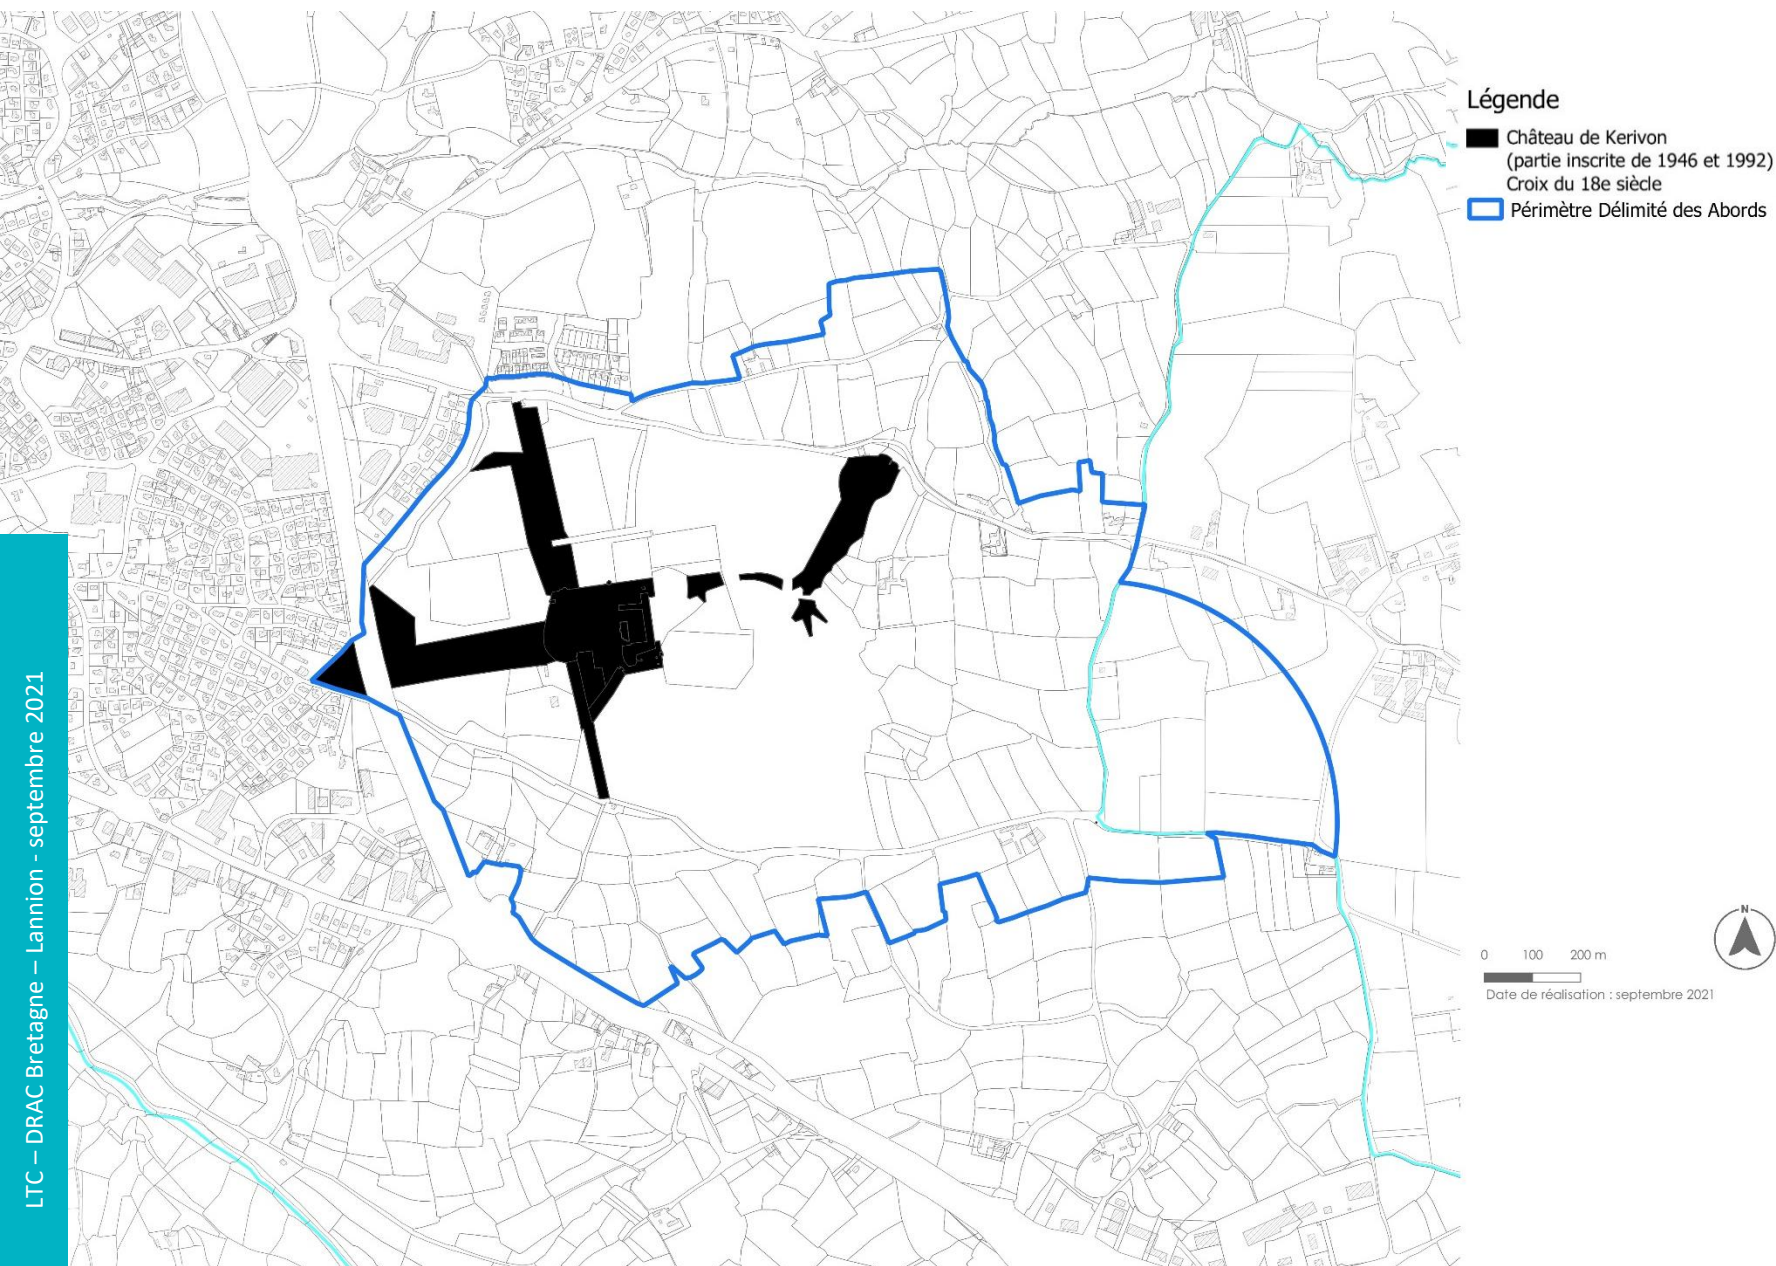 Légende
Château de Kerivon
(partie inscrite de 1946 et 1992)
Croix du 18e siècle
Périmètre Délimité des Abords
LTC – DRAC Bretagne – Lannion - septembre 2021
N
0 100 200 m
Date de réalisation : septembre 2021